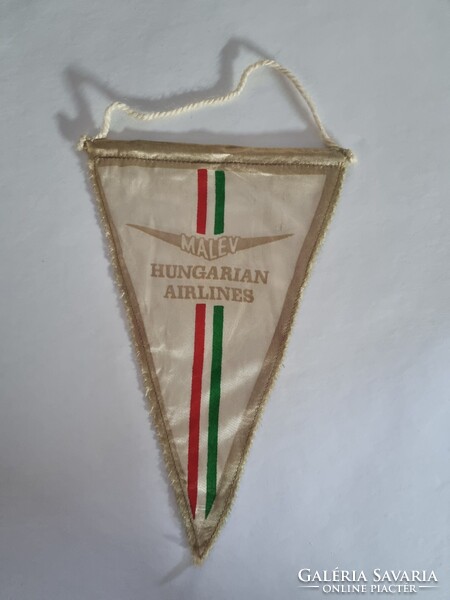 MALÉV
HUNGARIAN
AIRLINES
GALÉRIA SAVARIA
ONLINE PIACTÉR